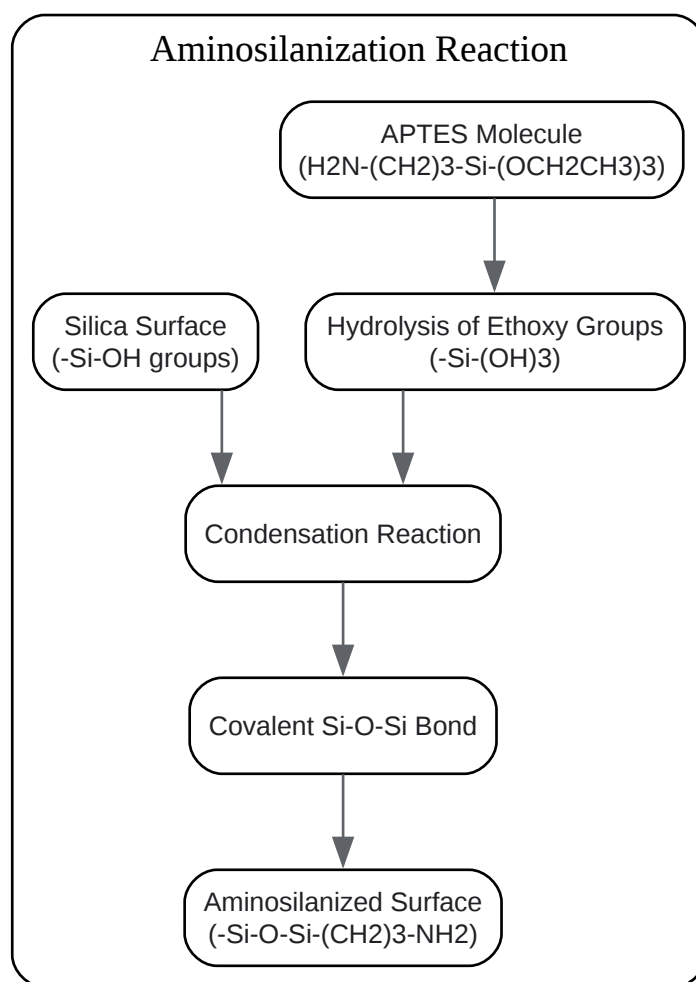 Aminosilanization Reaction
APTES Molecule
(H2N-(CH2)3-Si-(OCH2CH3)3)
Silica Surface
(-Si-OH groups)
Hydrolysis of Ethoxy Groups
(-Si-(OH)3)
Condensation Reaction
Covalent Si-O-Si Bond
Aminosilanized Surface
(-Si-O-Si-(CH2)3-NH2)